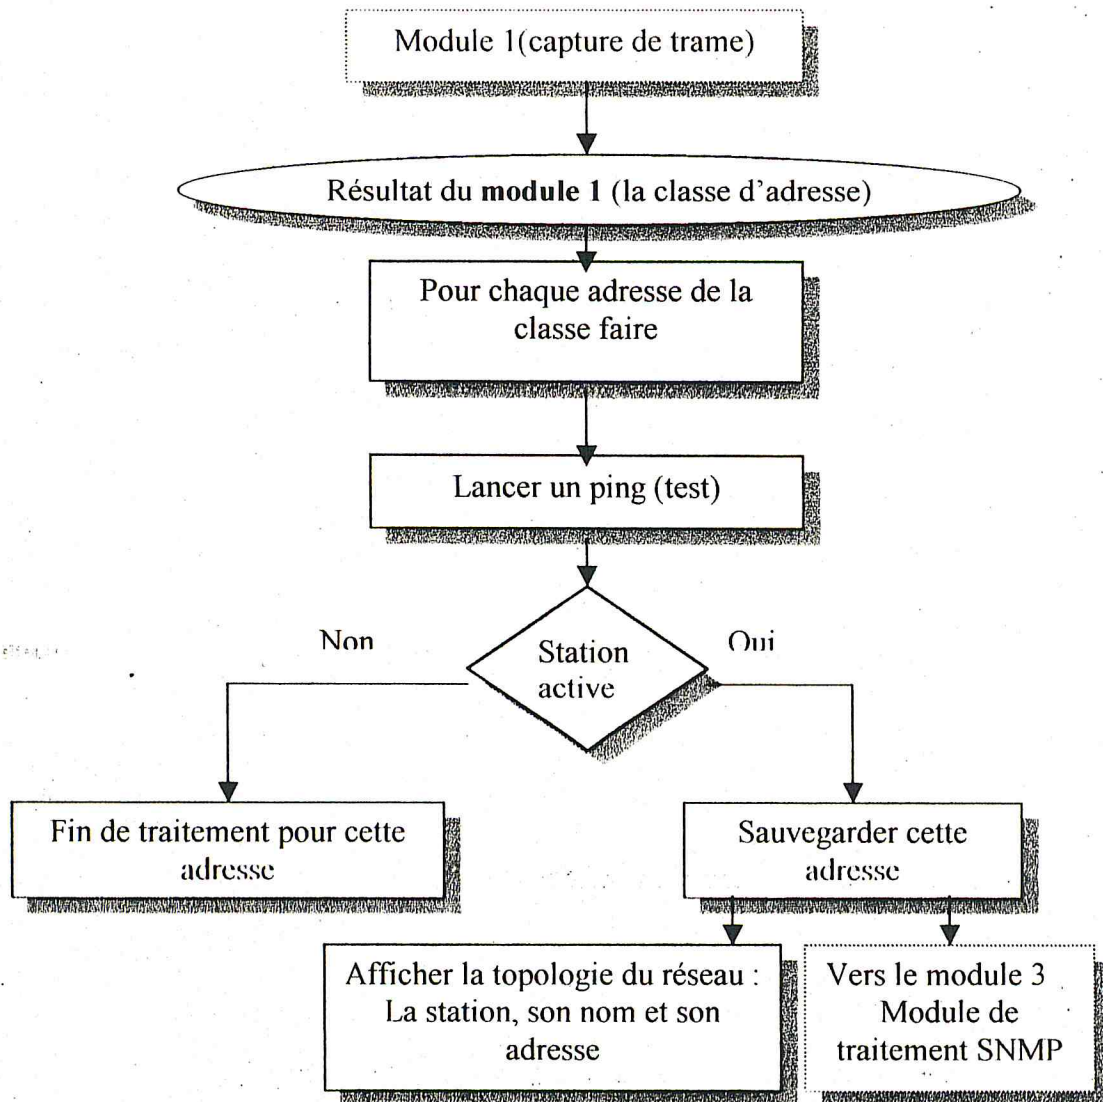 Module 1(capture de trame)
Résultat du module 1 (la classe d'adresse)
Pour chaque adresse de la
classe faire
Lancer un ping (test)
Non
Oui
Station
active
Fin de traitement pour cette
adresse
Sauvegarder cette
adresse
Afficher la topologie du réseau :
La station, son nom et son
adresse
Vers le module 3
Module de
traitement SNMP